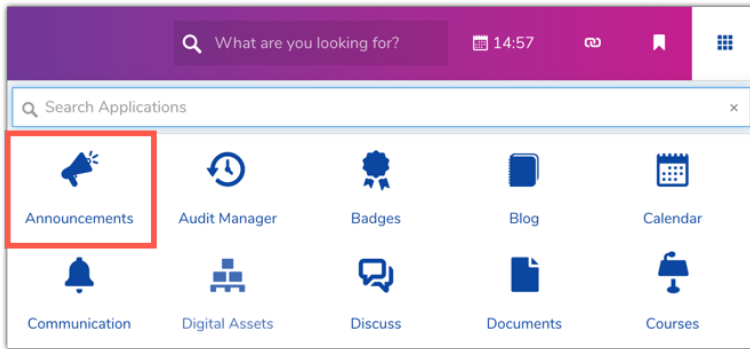 What are you looking for? 14:57
Search Applications ×
Announcements Audit Manager Badges Blog Calendar
Communication Digital Assets Discuss Documents Courses